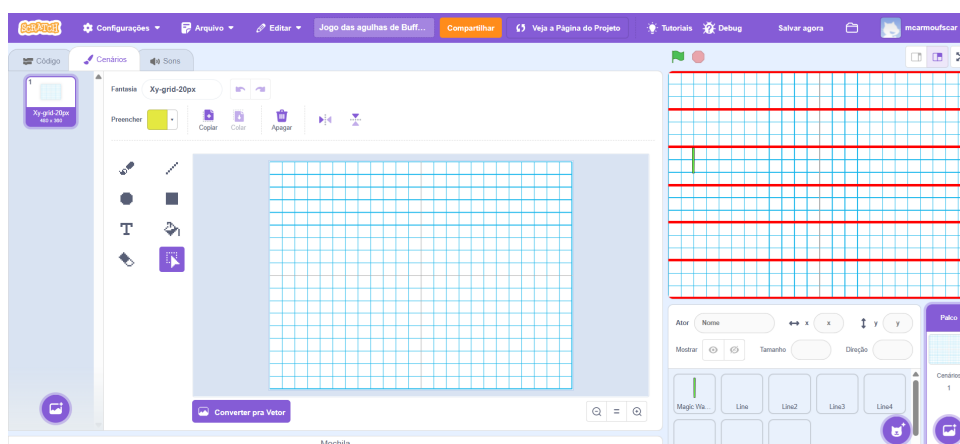 SCRATCH
Configurações
Arquivo
Editar
Jogo das agulhas de Buff...
Compartilhar
Veja a Página do Projeto
Tutoriais
Debug
Salvar agora
mcarmoufscar
Código
Cenários
Sons
1
Xy-grid-20px
480 x 360
Fantasia
Xy-grid-20px
Preencher
Copiar
Colar
Apagar
T
Converter pra Vetor
Mochila
Ator
Nome
x
x
y
y
Mostrar
Tamanho
Direção
Magic Wa...
Line
Line2
Line3
Line4
Palco
Cenários
1